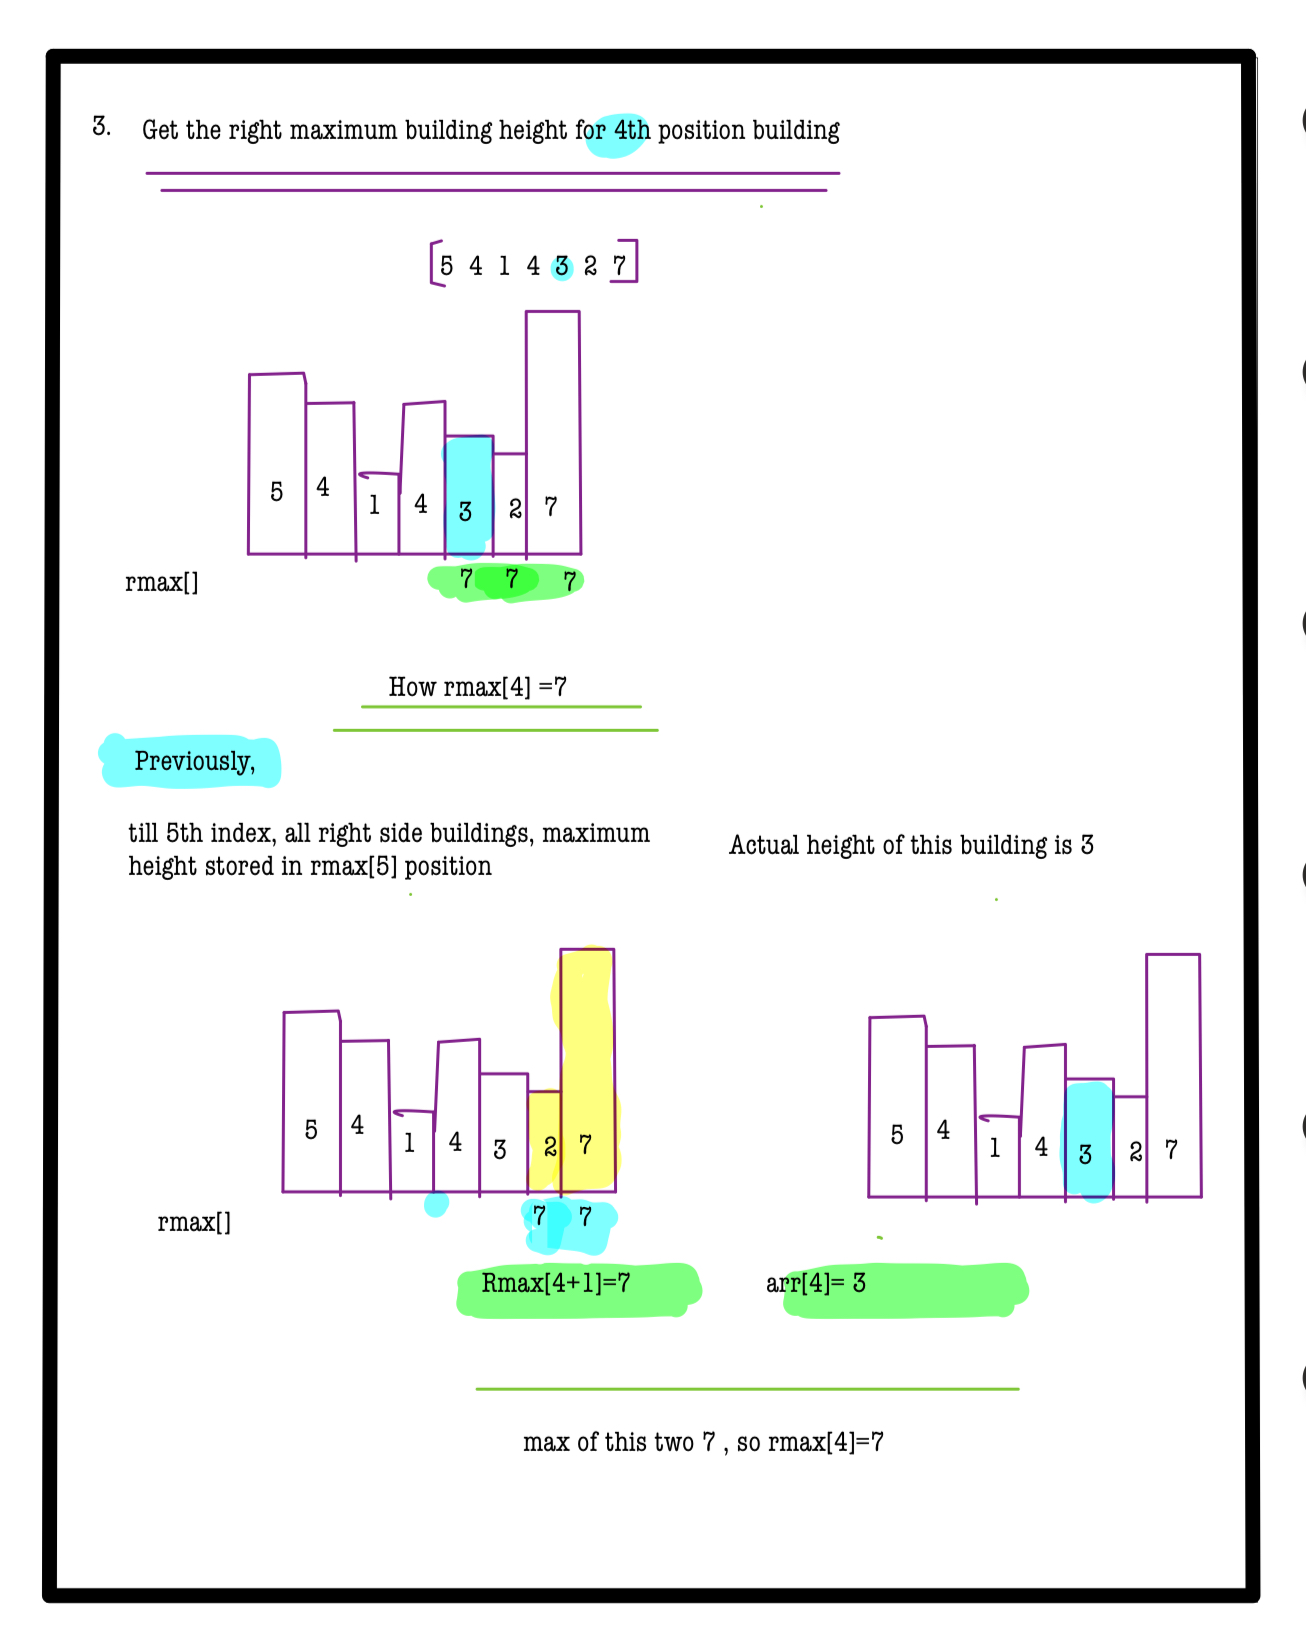 3. Get the right maximum building height for 4th position building
[5 4 1 4 3 2 7]
5 4 1 4 3 2 7
rmax[] 7 7 7
How rmax[4] =7
Previously,
till 5th index, all right side buildings, maximum
height stored in rmax[5] position
Actual height of this building is 3
5 4 1 4 3 2 7
rmax[] 7 7
Rmax[4+1]=7
5 4 1 4 3 2 7
arr[4]= 3
max of this two 7 , so rmax[4]=7